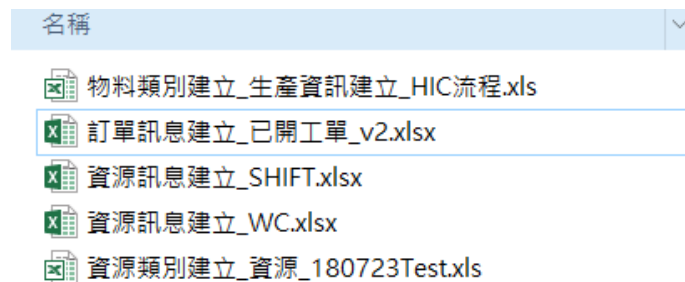 名稱
物料類別建立_生產資訊建立_HIC流程.xls
訂單訊息建立_已開工單_v2.xlsx
資源訊息建立_SHIFT.xlsx
資源訊息建立_WC.xlsx
資源類別建立_資源_180723Test.xls